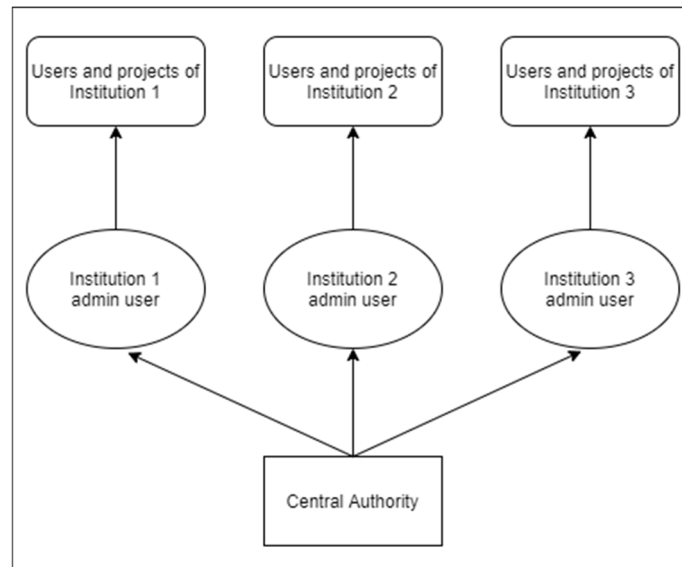 Users and projects of
Institution 1
Users and projects of
Institution 2
Users and projects of
Institution 3
Institution 1
admin user
Institution 2
admin user
Institution 3
admin user
Central Authority